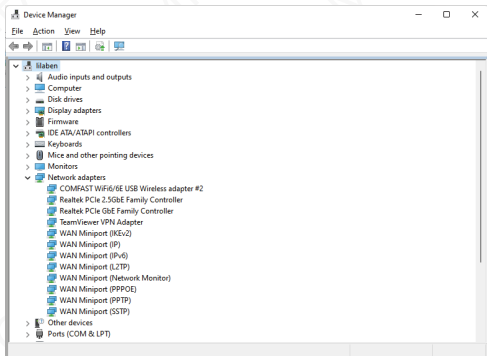 Device Manager
File Action View Help
lilaben
Audio inputs and outputs
Computer
Disk drives
Display adapters
Firmware
IDE ATA/ATAPI controllers
Keyboards
Mice and other pointing devices
Monitors
Network adapters
COMFAST WiFi6/6E USB Wireless adapter #2
Realtek PCIe 2.5GbE Family Controller
Realtek PCIe GbE Family Controller
TeamViewer VPN Adapter
WAN Miniport (IKEv2)
WAN Miniport (IP)
WAN Miniport (IPv6)
WAN Miniport (L2TP)
WAN Miniport (Network Monitor)
WAN Miniport (PPPOE)
WAN Miniport (PPTP)
WAN Miniport (SSTP)
Other devices
Ports (COM & LPT)